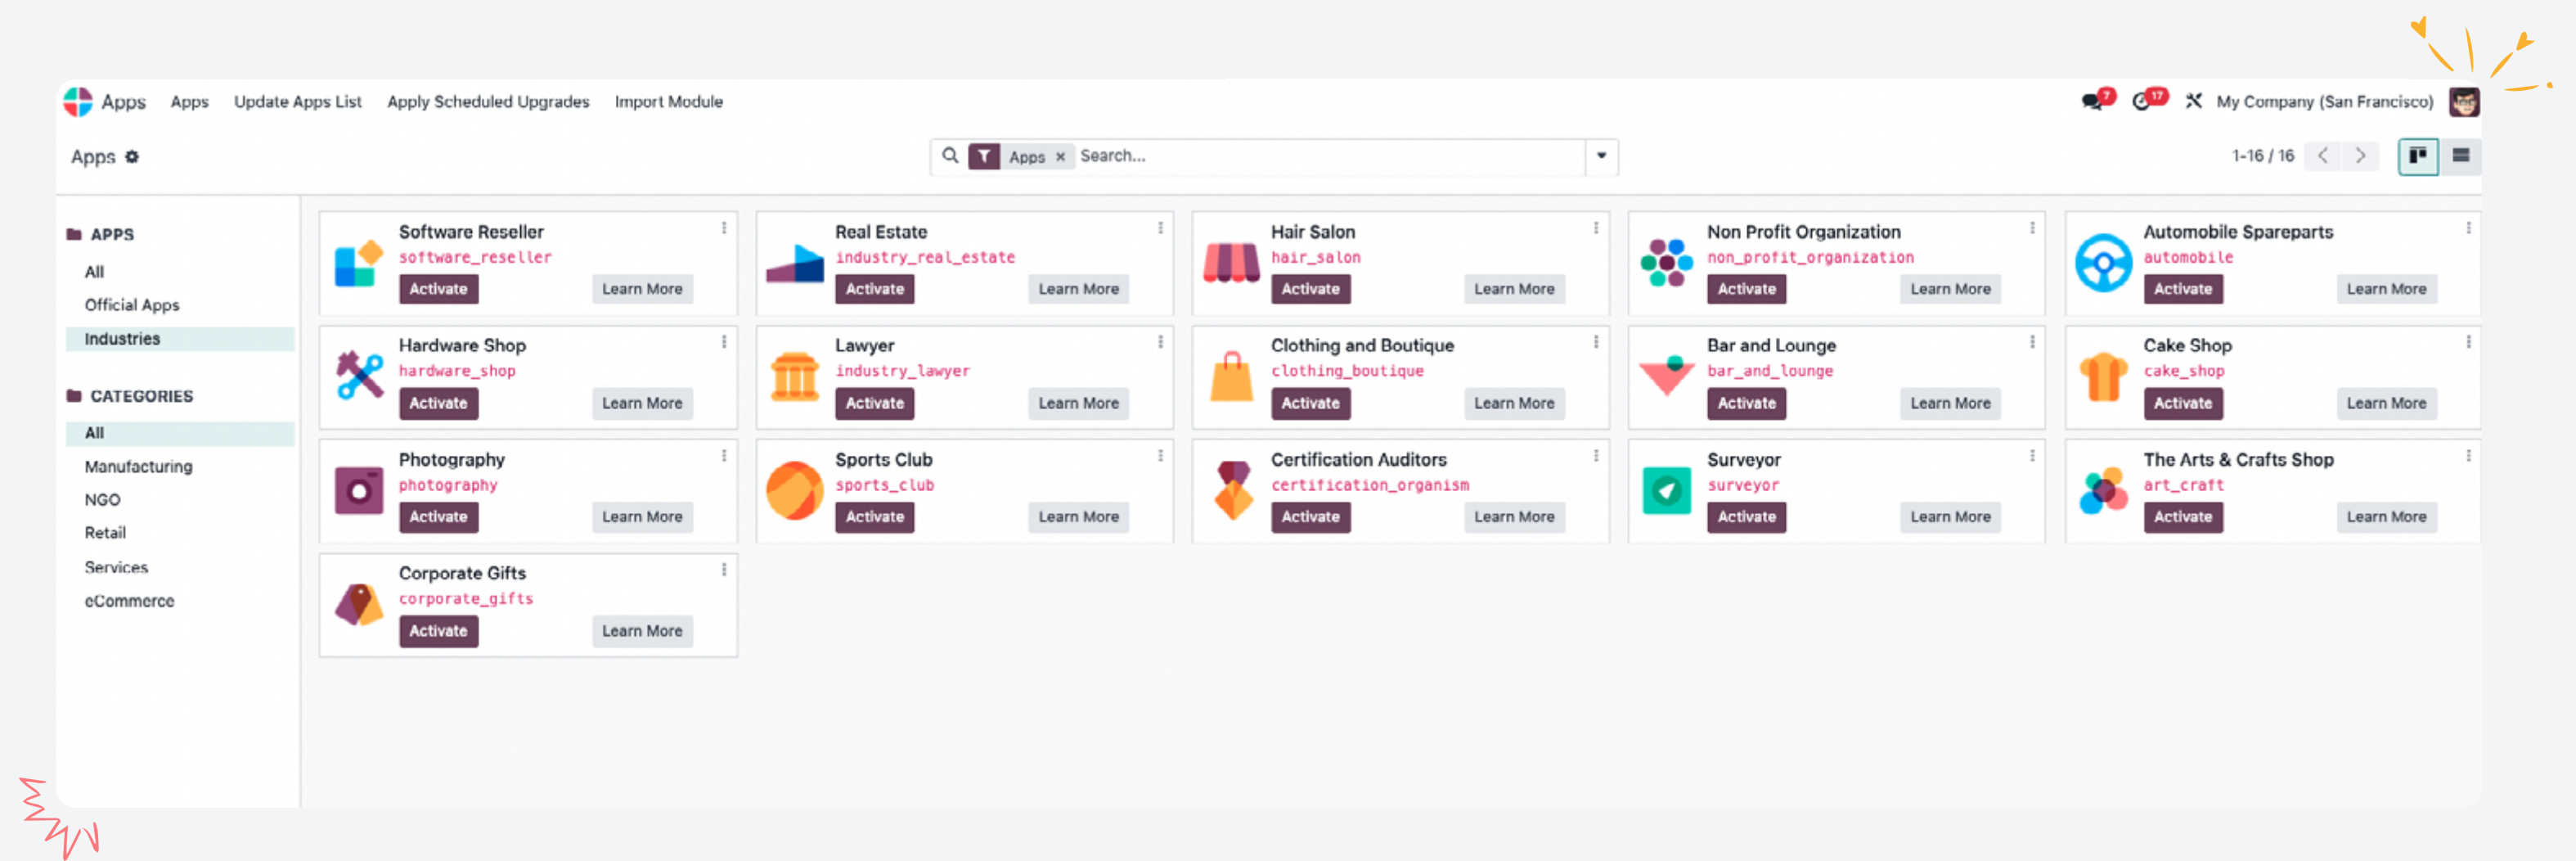 Apps Apps Update Apps List Apply Scheduled Upgrades Import Module 7 17 My Company (San Francisco)
Apps Apps × Search... 1-16 / 16
APPS
All
Official Apps
Industries
CATEGORIES
All
Manufacturing
NGO
Retail
Services
eCommerce
Software Reseller
software_reseller
Activate Learn More
Real Estate
industry_real_estate
Activate Learn More
Hair Salon
hair_salon
Activate Learn More
Non Profit Organization
non_profit_organization
Activate Learn More
Automobile Spareparts
automobile
Activate Learn More
Hardware Shop
hardware_shop
Activate Learn More
Lawyer
industry_lawyer
Activate Learn More
Clothing and Boutique
clothing_boutique
Activate Learn More
Bar and Lounge
bar_and_lounge
Activate Learn More
Cake Shop
cake_shop
Activate Learn More
Photography
photography
Activate Learn More
Sports Club
sports_club
Activate Learn More
Certification Auditors
certification_organism
Activate Learn More
Surveyor
surveyor
Activate Learn More
The Arts & Crafts Shop
art_craft
Activate Learn More
Corporate Gifts
corporate_gifts
Activate Learn More